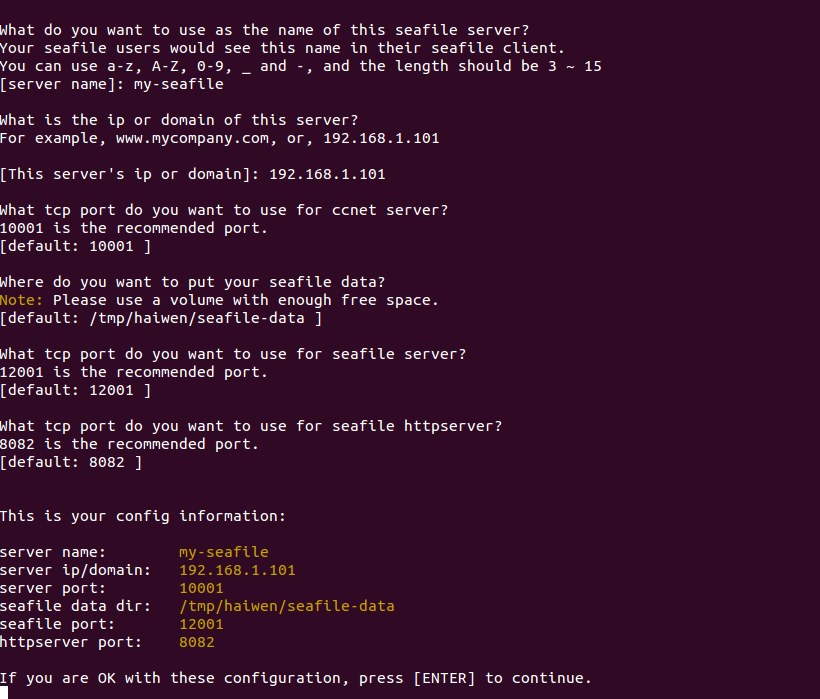 What do you want to use as the name of this seafile server?
Your seafile users would see this name in their seafile client.
You can use a-z, A-Z, 0-9, _ and -, and the length should be 3 ~ 15
[server name]: my-seafile
What is the ip or domain of this server?
For example, www.mycompany.com, or, 192.168.1.101
[This server's ip or domain]: 192.168.1.101
What tcp port do you want to use for ccnet server?
10001 is the recommended port.
[default: 10001 ]
Where do you want to put your seafile data?
Note: Please use a volume with enough free space.
[default: /tmp/haiwen/seafile-data ]
What tcp port do you want to use for seafile server?
12001 is the recommended port.
[default: 12001 ]
What tcp port do you want to use for seafile httpserver?
8082 is the recommended port.
[default: 8082 ]
This is your config information:
server name: my-seafile
server ip/domain: 192.168.1.101
server port: 10001
seafile data dir: /tmp/haiwen/seafile-data
seafile port: 12001
httpserver port: 8082
If you are OK with these configuration, press [ENTER] to continue.